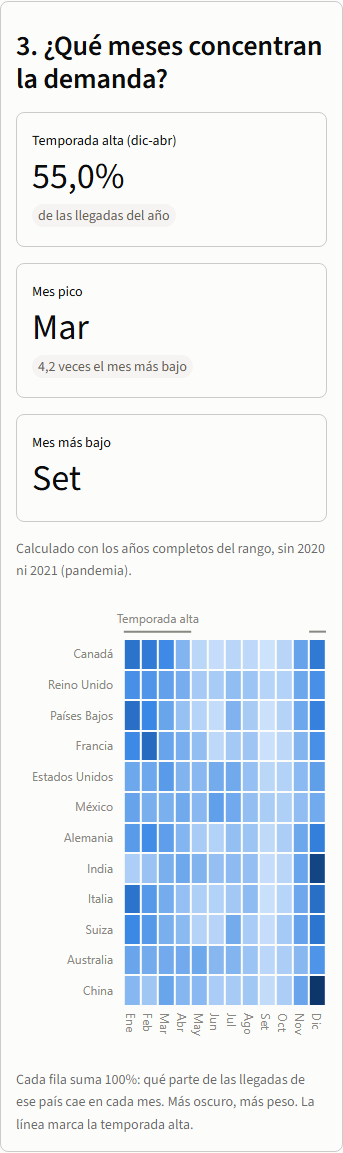 3. ¿Qué meses concentran
la demanda?
Temporada alta (dic-abr)
55,0%
de las llegadas del año
Mes pico
Mar
4,2 veces el mes más bajo
Mes más bajo
Set
Calculado con los años completos del rango, sin 2020
ni 2021 (pandemia).
Temporada alta
Canadá
Reino Unido
Países Bajos
Francia
Estados Unidos
México
Alemania
India
Italia
Suiza
Australia
China
Ene Feb Mar Abr May Jun Jul Ago Set Oct Nov Dic
Cada fila suma 100%: qué parte de las llegadas de
ese país cae en cada mes. Más oscuro, más peso. La
línea marca la temporada alta.